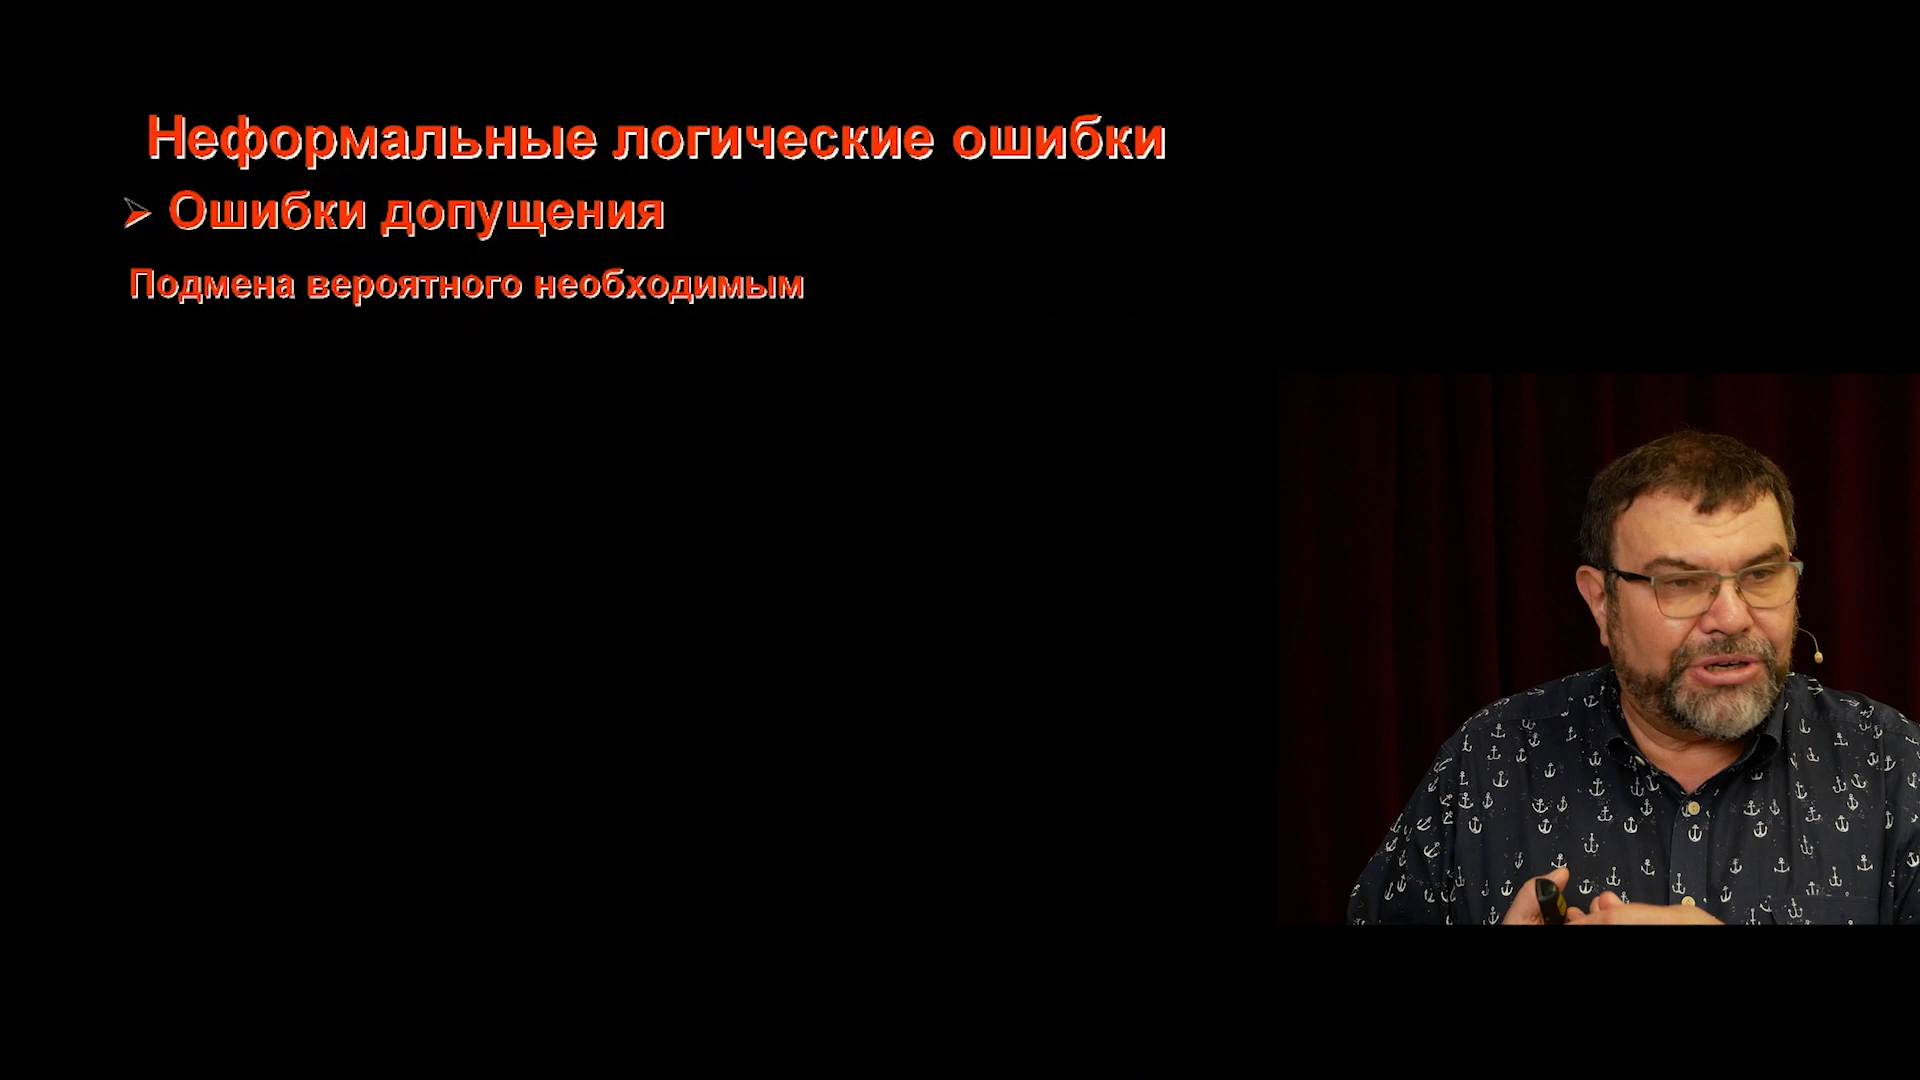 Неформальные логические ошибки
Ошибки допущения
Подмена вероятного необходимым